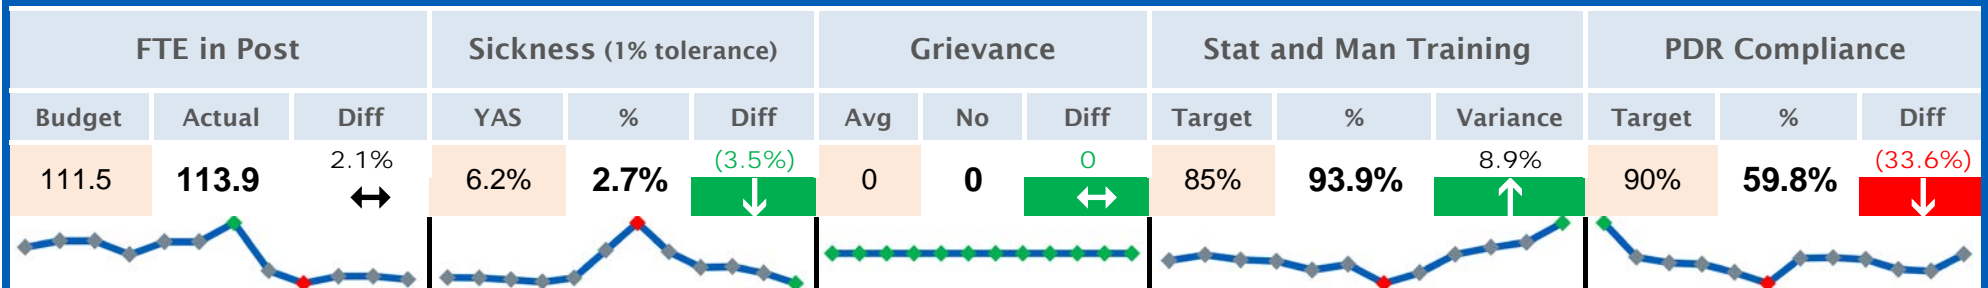 FTE in Post Sickness (1% tolerance) Grievance Stat and Man Training PDR Compliance
Budget Actual Diff YAS % Diff Avg No Diff Target % Variance Target % Diff
111.5 113.9 2.1% 6.2% 2.7% (3.5%) 0 0 0 85% 93.9% 8.9% 90% 59.8% (33.6%)